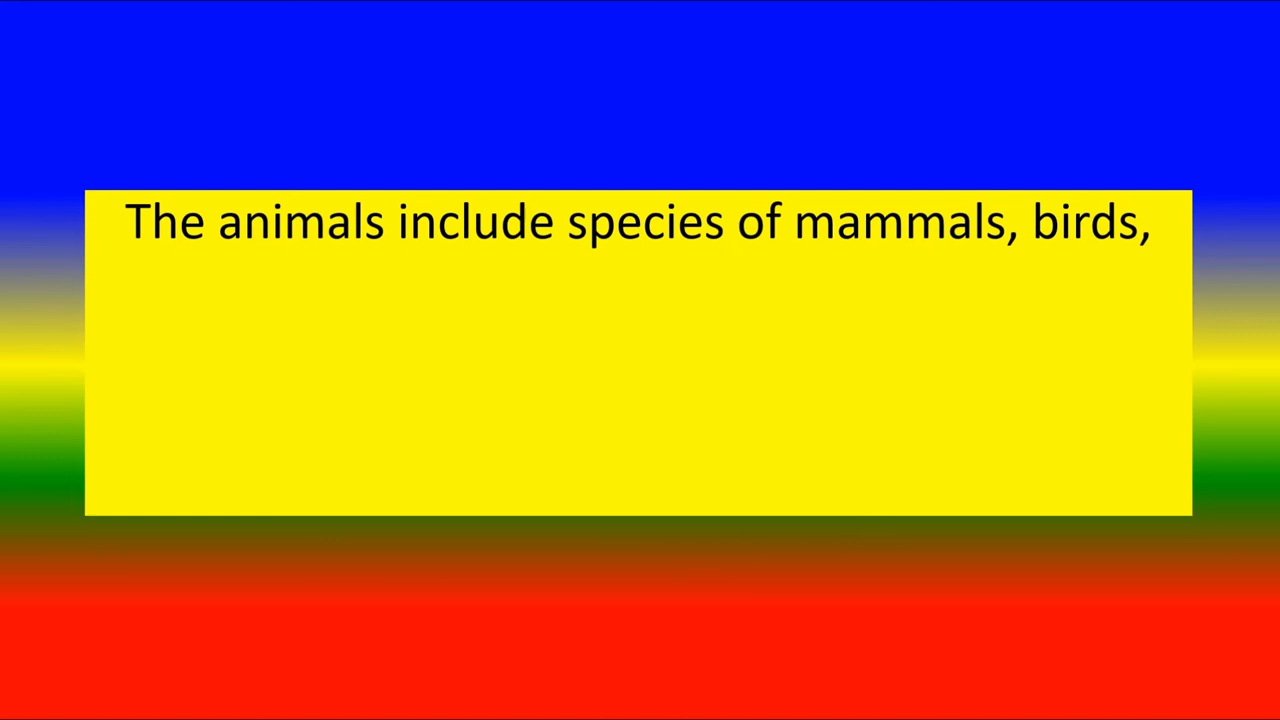 The animals include species of mammals, birds,